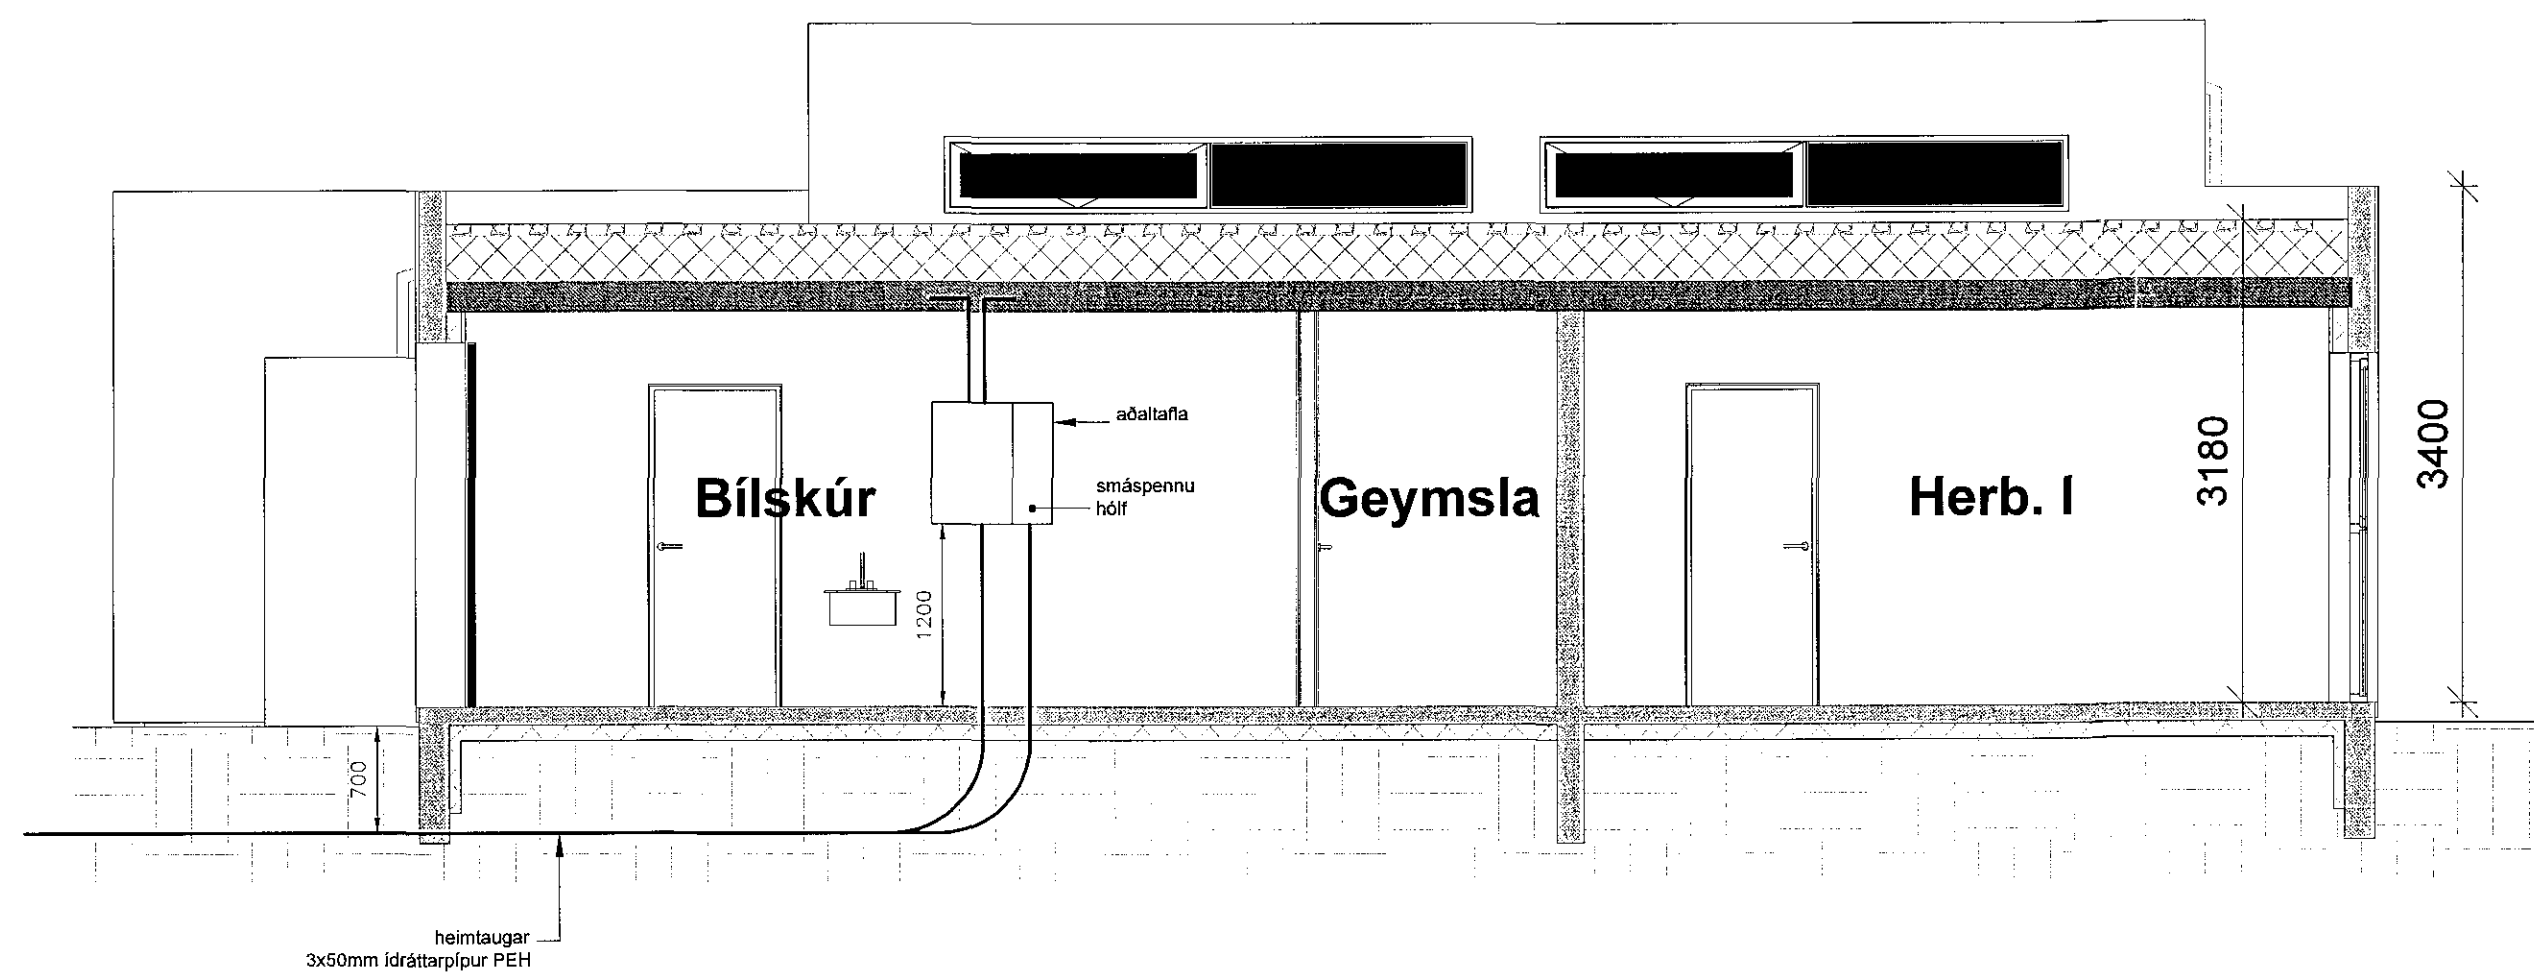 aðaltafla
smáspennu
hólf
Bílskúr
Geymsla
Herb. I
3180
3400
1200
700
heimtaugar
3x50mm ídráttarpípur PEH